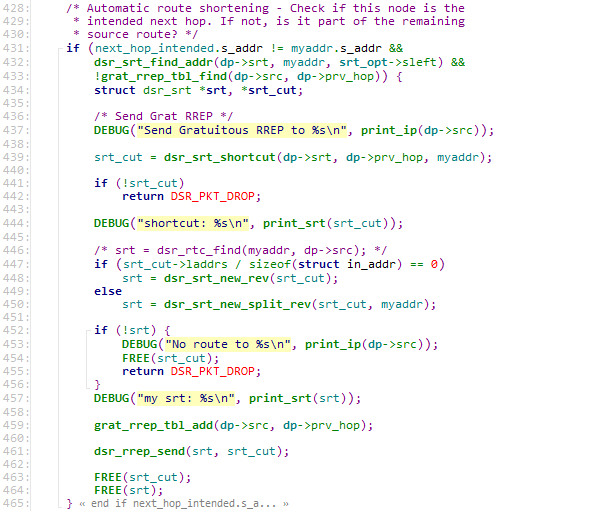 428: /* Automatic route shortening - Check if this node is the
429: * intended next hop. If not, is it part of the remaining
430: * source route? */
431: if (next_hop_intended.s_addr != myaddr.s_addr &&
432: dsr_srt_find_addr(dp->srt, myaddr, srt_opt->sleft) &&
433: !grat_rrep_tbl_find(dp->src, dp->prv_hop)) {
434: struct dsr_srt *srt, *srt_cut;
435:
436: /* Send Grat RREP */
437: DEBUG("Send Gratuitous RREP to %s\n", print_ip(dp->src));
438:
439: srt_cut = dsr_srt_shortcut(dp->srt, dp->prv_hop, myaddr);
440:
441: if (!srt_cut)
442: return DSR_PKT_DROP;
443:
444: DEBUG("shortcut: %s\n", print_srt(srt_cut));
445:
446: /* srt = dsr_rtc_find(myaddr, dp->src); */
447: if (srt_cut->laddrs / sizeof(struct in_addr) == 0)
448: srt = dsr_srt_new_rev(srt_cut);
449: else
450: srt = dsr_srt_new_split_rev(srt_cut, myaddr);
451:
452: if (!srt) {
453: DEBUG("No route to %s\n", print_ip(dp->src));
454: FREE(srt_cut);
455: return DSR_PKT_DROP;
456: }
457: DEBUG("my srt: %s\n", print_srt(srt));
458:
459: grat_rrep_tbl_add(dp->src, dp->prv_hop);
460:
461: dsr_rrep_send(srt, srt_cut);
462:
463: FREE(srt_cut);
464: FREE(srt);
465: } « end if next_hop_intended.s_a... »